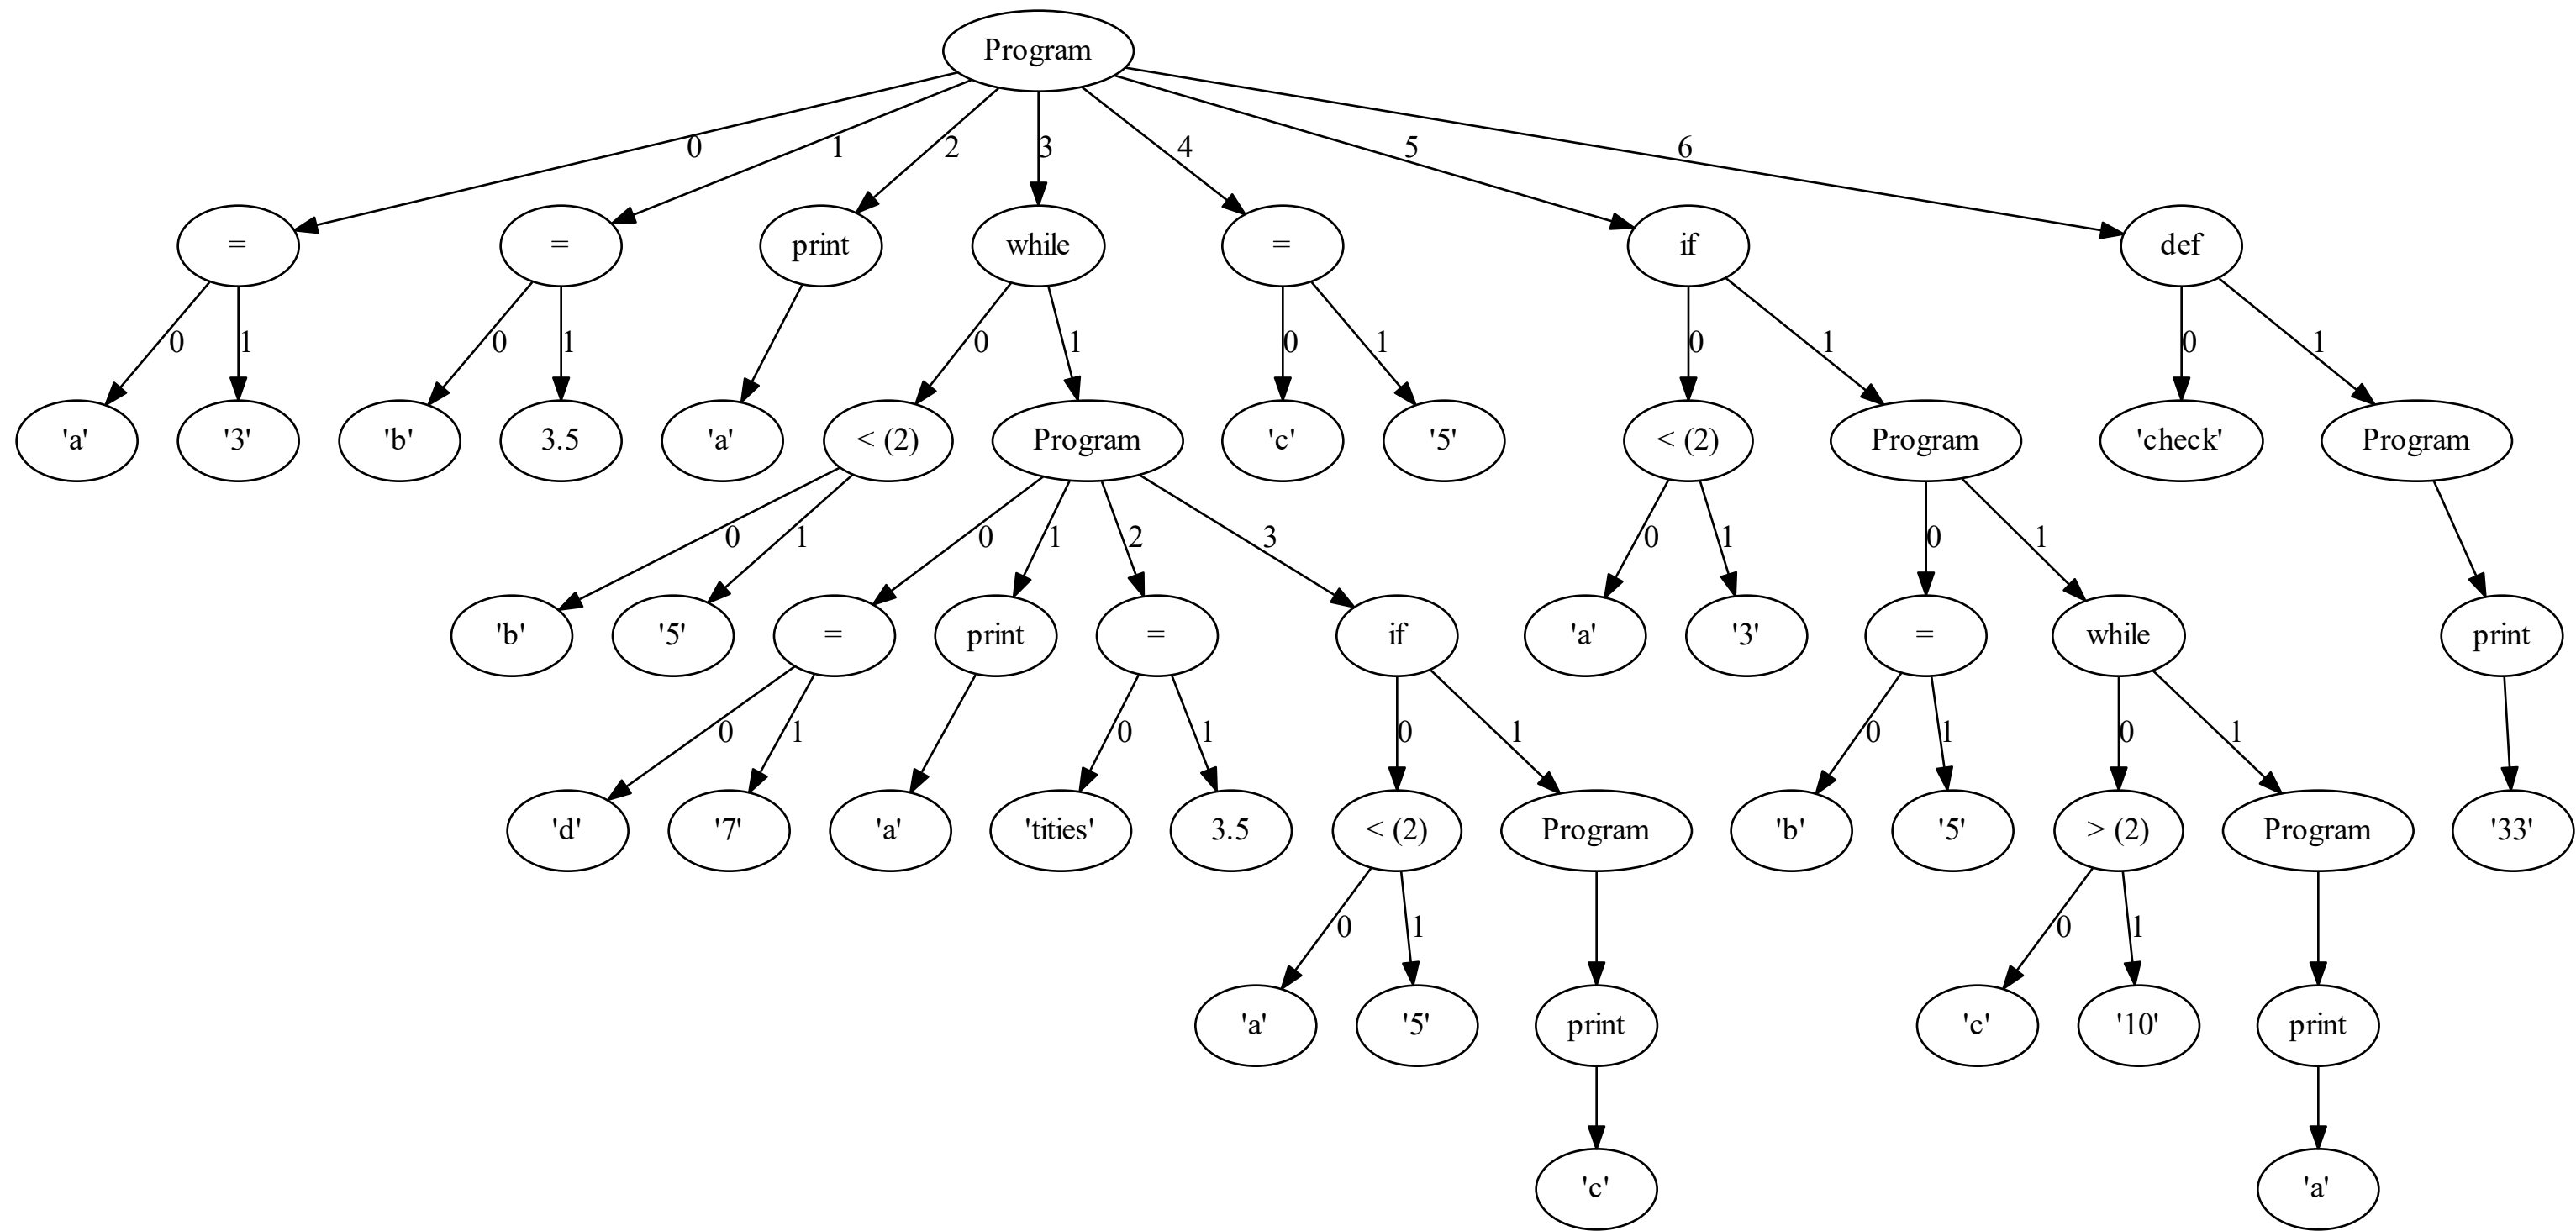 Program
0 1 2 3 4 5 6
= = print while = if def
0 1 0 1 0 1 0 1 0 1 0 1
'a' '3' 'b' 3.5 'a' < (2) Program 'c' '5' < (2) Program 'check' Program
0 1 0 1 2 3 0 1 0 1
'b' '5' = print = if 'a' '3' = while print
0 1 0 1 0 1 0 1 0 1
'd' '7' 'a' 'tities' 3.5 < (2) Program 'b' '5' > (2) Program '33'
0 1 0 1
'a' '5' print 'c' '10' print
'c' 'a'